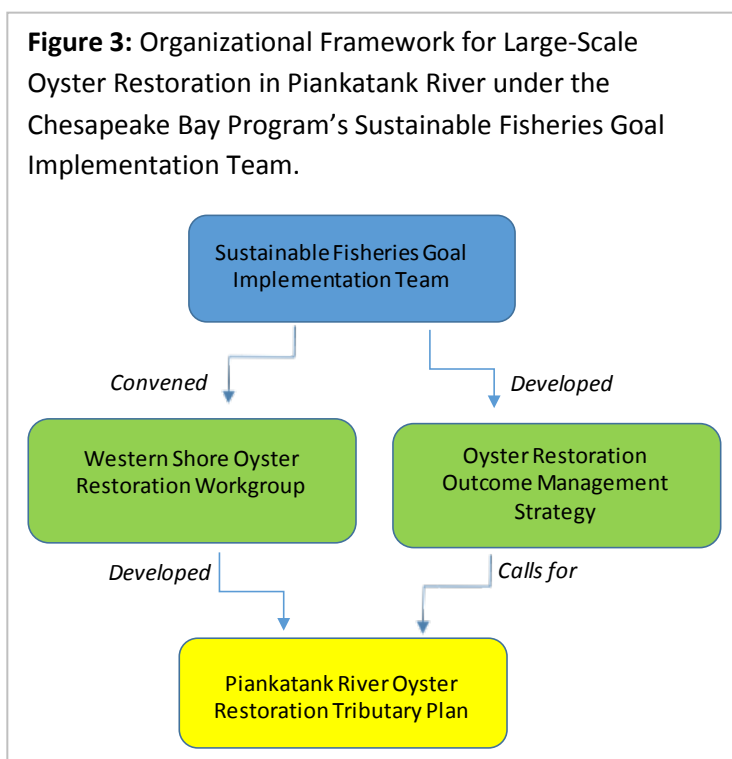 Figure 3: Organizational Framework for Large-Scale
Oyster Restoration in Piankatank River under the
Chesapeake Bay Program’s Sustainable Fisheries Goal
Implementation Team.
Sustainable Fisheries Goal
Implementation Team
Convened
Developed
Western Shore Oyster
Restoration Workgroup
Oyster Restoration
Outcome Management
Strategy
Developed
Calls for
Piankatank River Oyster
Restoration Tributary Plan